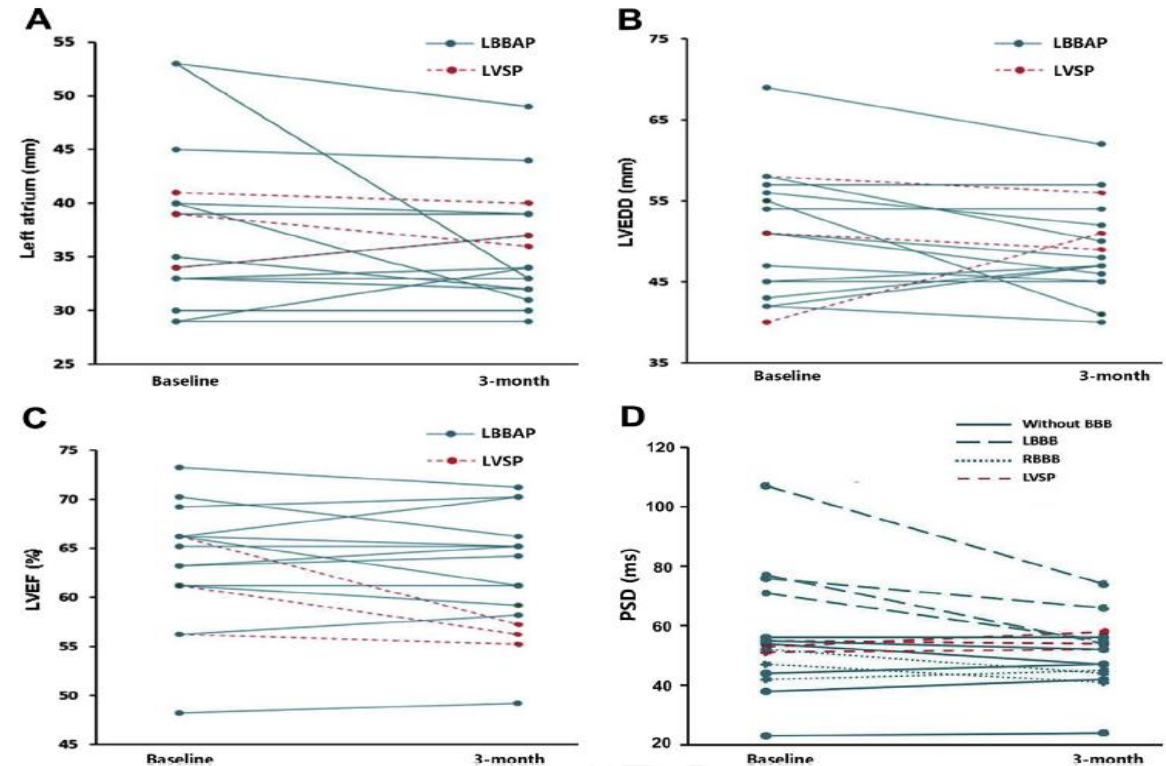 A
LBBAP
LVSP
55
50
45
40
35
30
25
Left atrium (mm)
Baseline
3-month
B
LBBAP
LVSP
75
65
55
45
35
LVEDD (mm)
Baseline
3-month
C
LBBAP
LVSP
75
70
65
60
55
50
45
LVEF (%)
Baseline
3-month
D
Without BBB
LBBB
RBBB
LVSP
120
100
80
60
40
20
PSD (ms)
Baseline
3-month